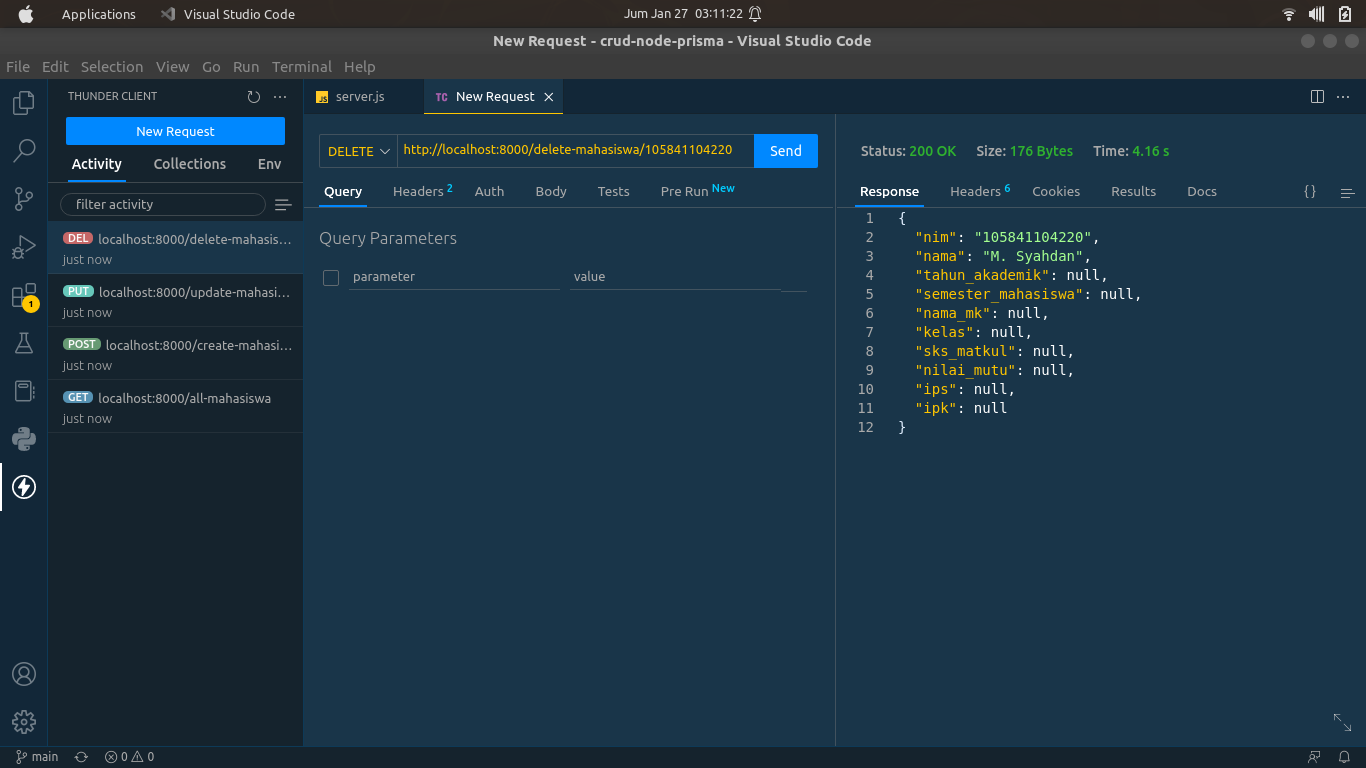 Activities Visual Studio Code Jum Jan 27 03:11:22
New Request - crud-node-prisma - Visual Studio Code
File Edit Selection View Go Run Terminal Help
THUNDER CLIENT
New Request
Activity Collections Env
filter activity
DEL localhost:8000/delete-mahasis...
just now
PUT localhost:8000/update-mahasi...
just now
POST localhost:8000/create-mahasi...
just now
GET localhost:8000/all-mahasiswa
just now
1
JS server.js TC New Request
DELETE http://localhost:8000/delete-mahasiswa/105841104220 Send
Query Headers 2 Auth Body Tests Pre Run New
Query Parameters
parameter value
Status: 200 OK Size: 176 Bytes Time: 4.16 s
Response Headers 6 Cookies Results Docs {}
1 {
2 "nim": "105841104220",
3 "nama": "M. Syahdan",
4 "tahun_akademik": null,
5 "semester_mahasiswa": null,
6 "nama_mk": null,
7 "kelas": null,
8 "sks_matkul": null,
9 "nilai_mutu": null,
10 "ips": null,
11 "ipk": null
12 }
main 0 0